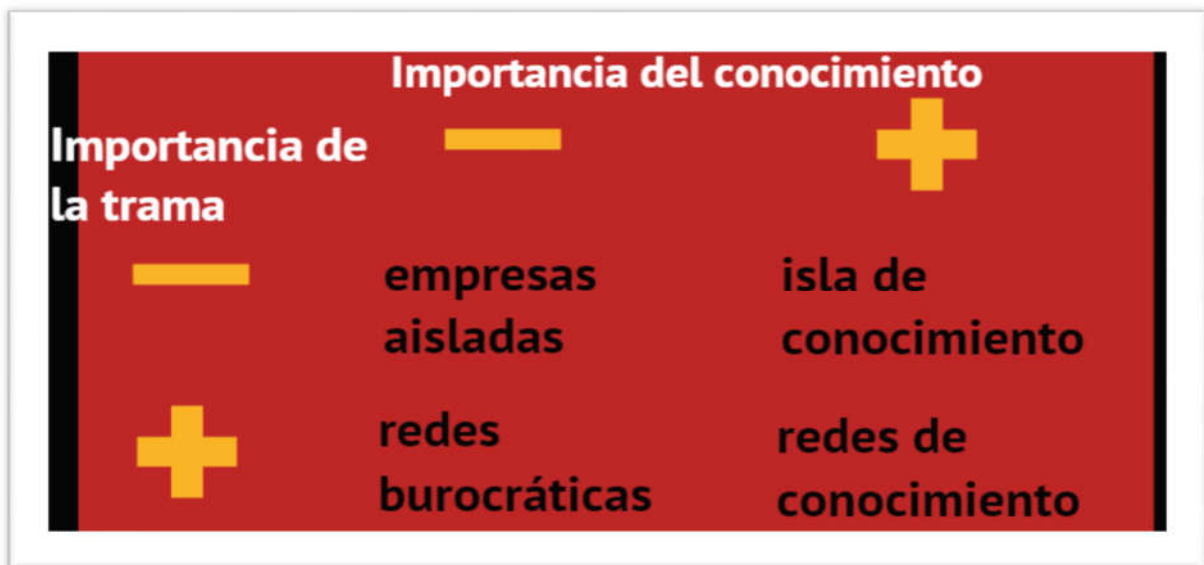 Importancia del conocimiento
Importancia de
la trama
empresas
aisladas
isla de
conocimiento
redes
burocráticas
redes de
conocimiento